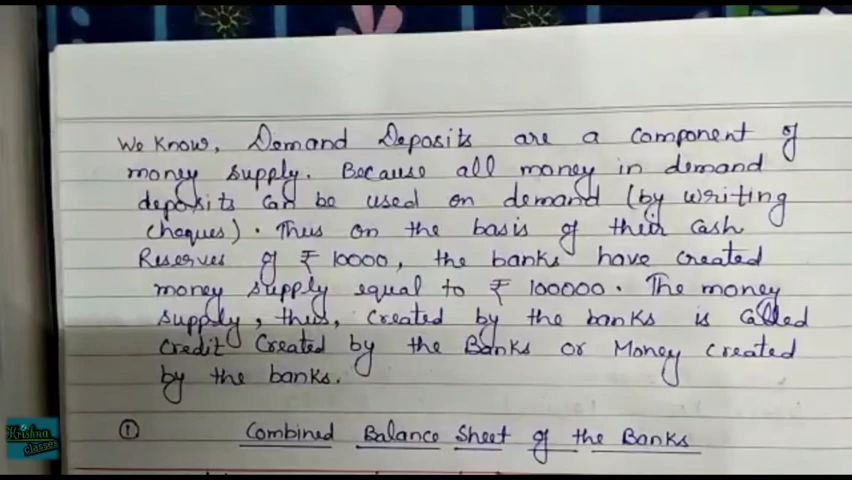 We Know, Demand Deposits are a component of
money supply. Because all money in demand
deposits can be used on demand (by writing
cheques). Thus on the basis of their cash
Reserves of ₹ 10000, the banks have created
money supply equal to ₹ 100000. The money
supply, thus, created by the banks is called
Credit Created by the Banks or Money created
by the banks.
① Combined Balance Sheet of the Banks
Krishna
classes